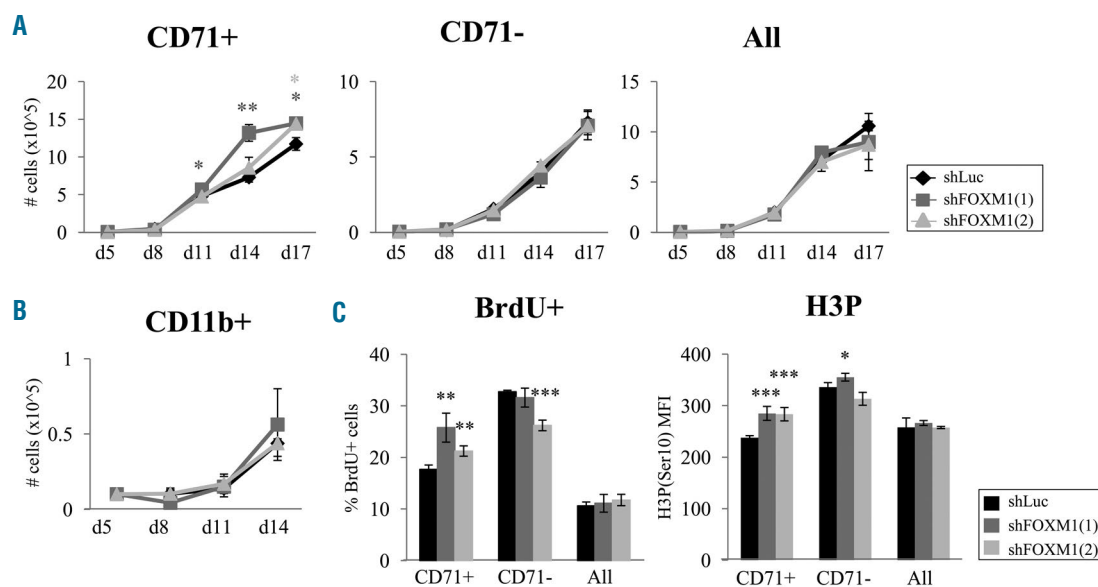 A
CD71+
CD71-
All
# cells (x10^5)
20
15
10
5
0
*
**
*
*
d5 d8 d11 d14 d17
10
5
0
d5 d8 d11 d14 d17
15
10
5
0
d5 d8 d11 d14 d17
shLuc
shFOXM1(1)
shFOXM1(2)
B
CD11b+
# cells (x10^5)
1
0.5
0
d5 d8 d11 d14
C
BrdU+
H3P
% BrdU+ cells
40
30
20
10
0
**
**
***
CD71+ CD71- All
H3P(Ser10) MFI
400
300
200
100
0
***
***
*
CD71+ CD71- All
shLuc
shFOXM1(1)
shFOXM1(2)